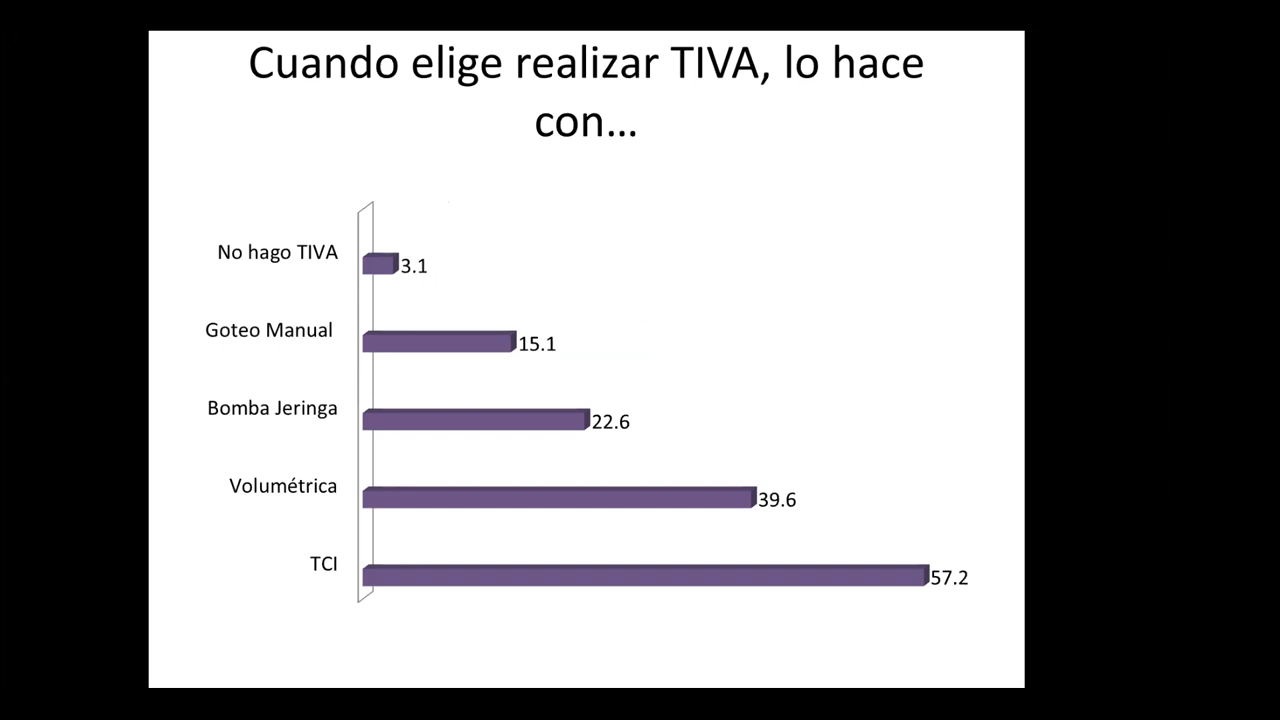 Cuando elige realizar TIVA, lo hace
con...
No hago TIVA 3.1
Goteo Manual 15.1
Bomba Jeringa 22.6
Volumétrica 39.6
TCI 57.2